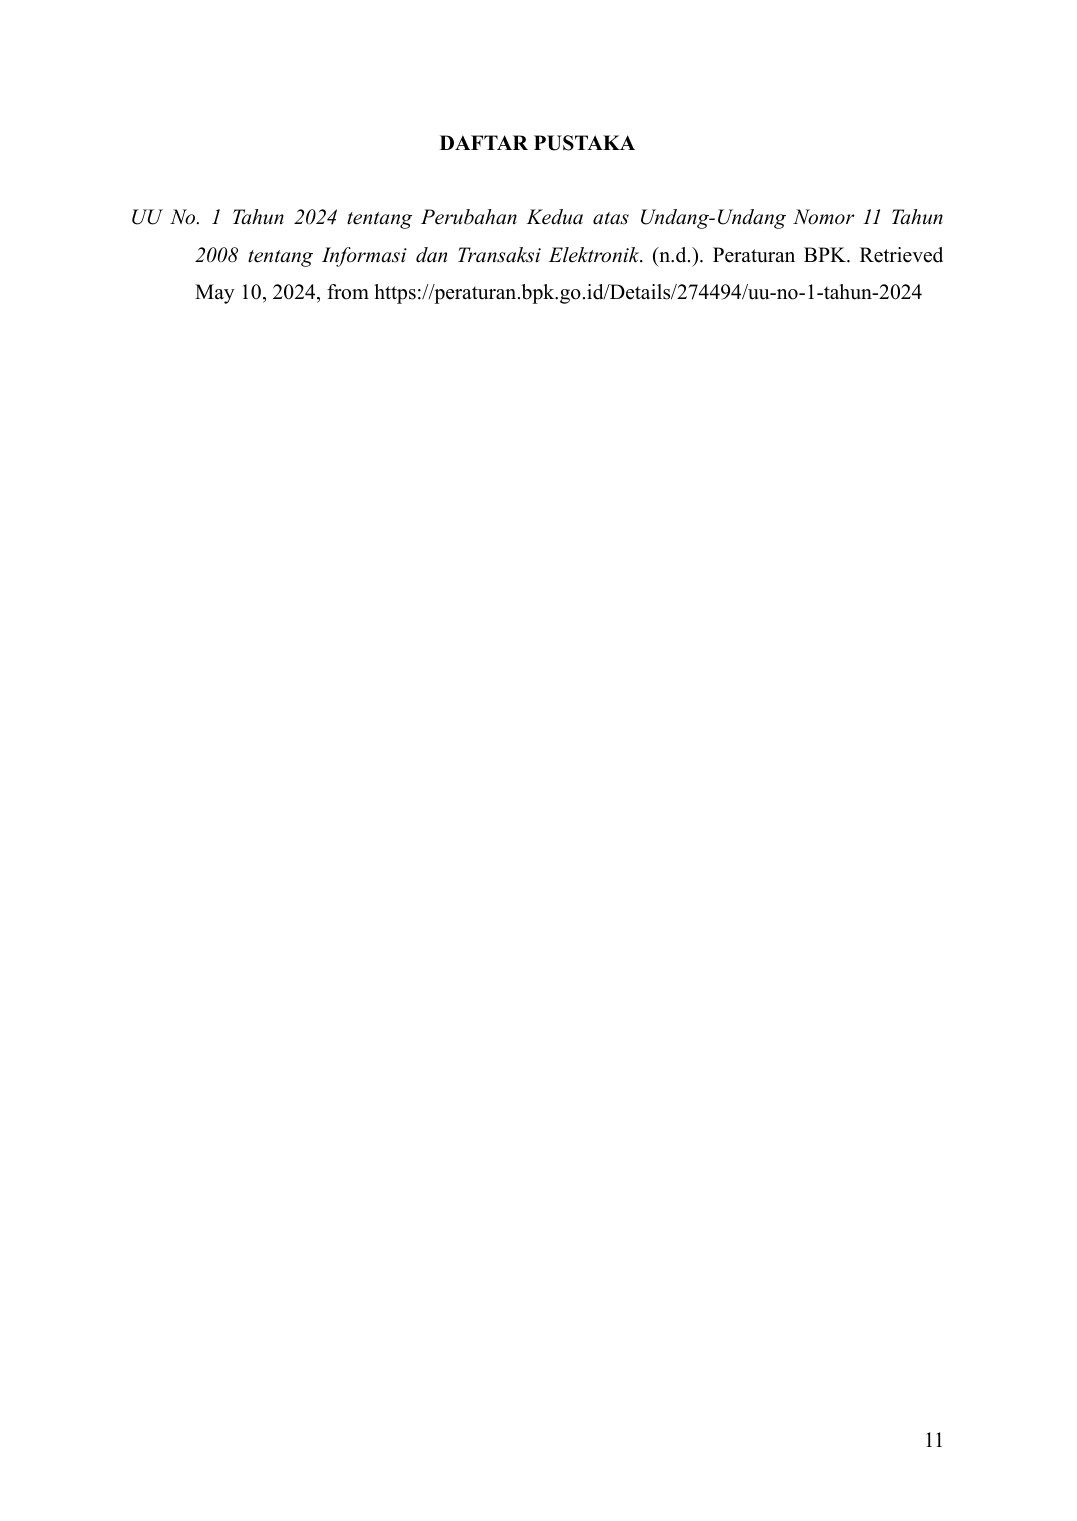 DAFTAR PUSTAKA
UU No. 1 Tahun 2024 tentang Perubahan Kedua atas Undang-Undang Nomor 11 Tahun
2008 tentang Informasi dan Transaksi Elektronik. (n.d.). Peraturan BPK. Retrieved
May 10, 2024, from https://peraturan.bpk.go.id/Details/274494/uu-no-1-tahun-2024
11